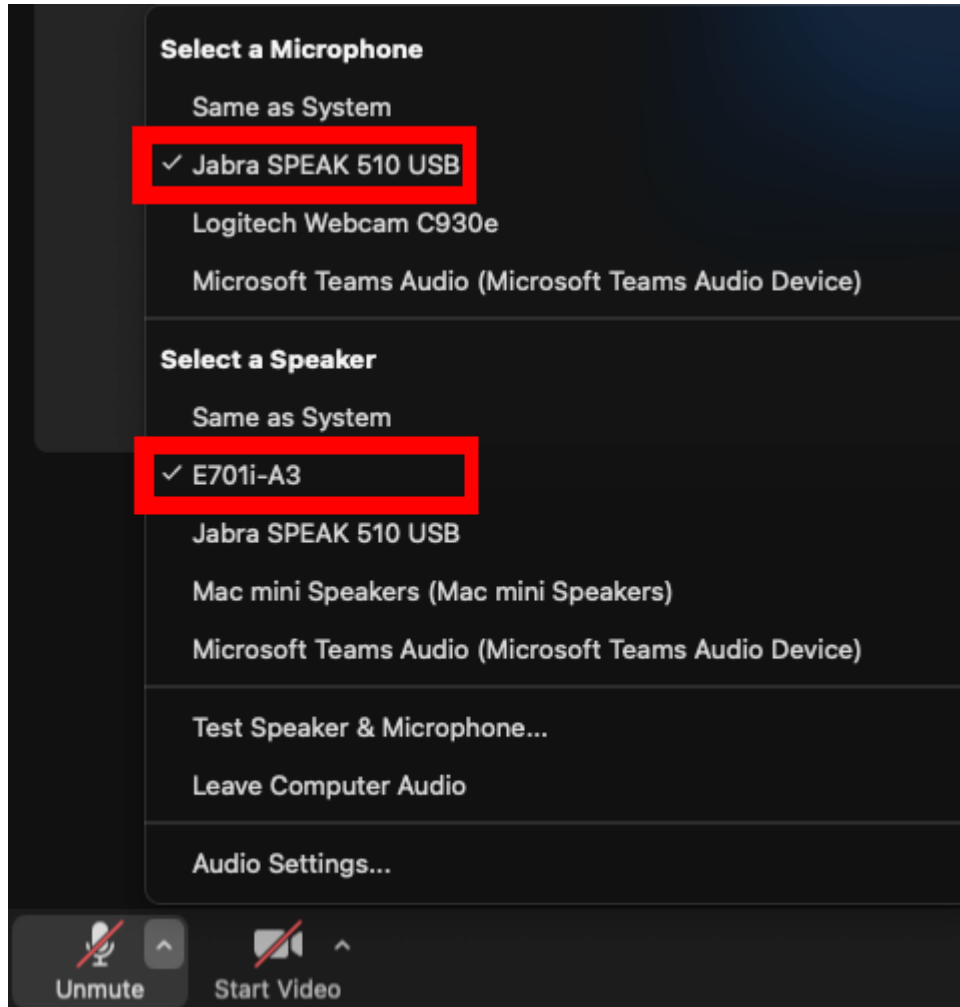 Select a Microphone
Same as System
Jabra SPEAK 510 USB
Logitech Webcam C930e
Microsoft Teams Audio (Microsoft Teams Audio Device)
Select a Speaker
Same as System
E701i-A3
Jabra SPEAK 510 USB
Mac mini Speakers (Mac mini Speakers)
Microsoft Teams Audio (Microsoft Teams Audio Device)
Test Speaker & Microphone...
Leave Computer Audio
Audio Settings...
Unmute
Start Video